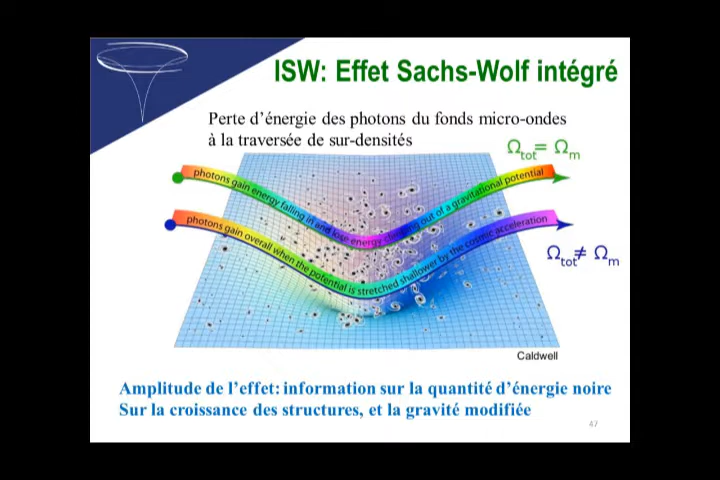 ISW: Effet Sachs-Wolf intégré
Perte d'énergie des photons du fonds micro-ondes
à la traversée de sur-densités
Ωtot= Ωm
photons gain energy falling in and lose energy climbing out of a gravitational potential
photons gain overall when the potential is stretched shallower by the cosmic acceleration
Ωtot≠ Ωm
Caldwell
Amplitude de l'effet: information sur la quantité d'énergie noire
Sur la croissance des structures, et la gravité modifiée
47